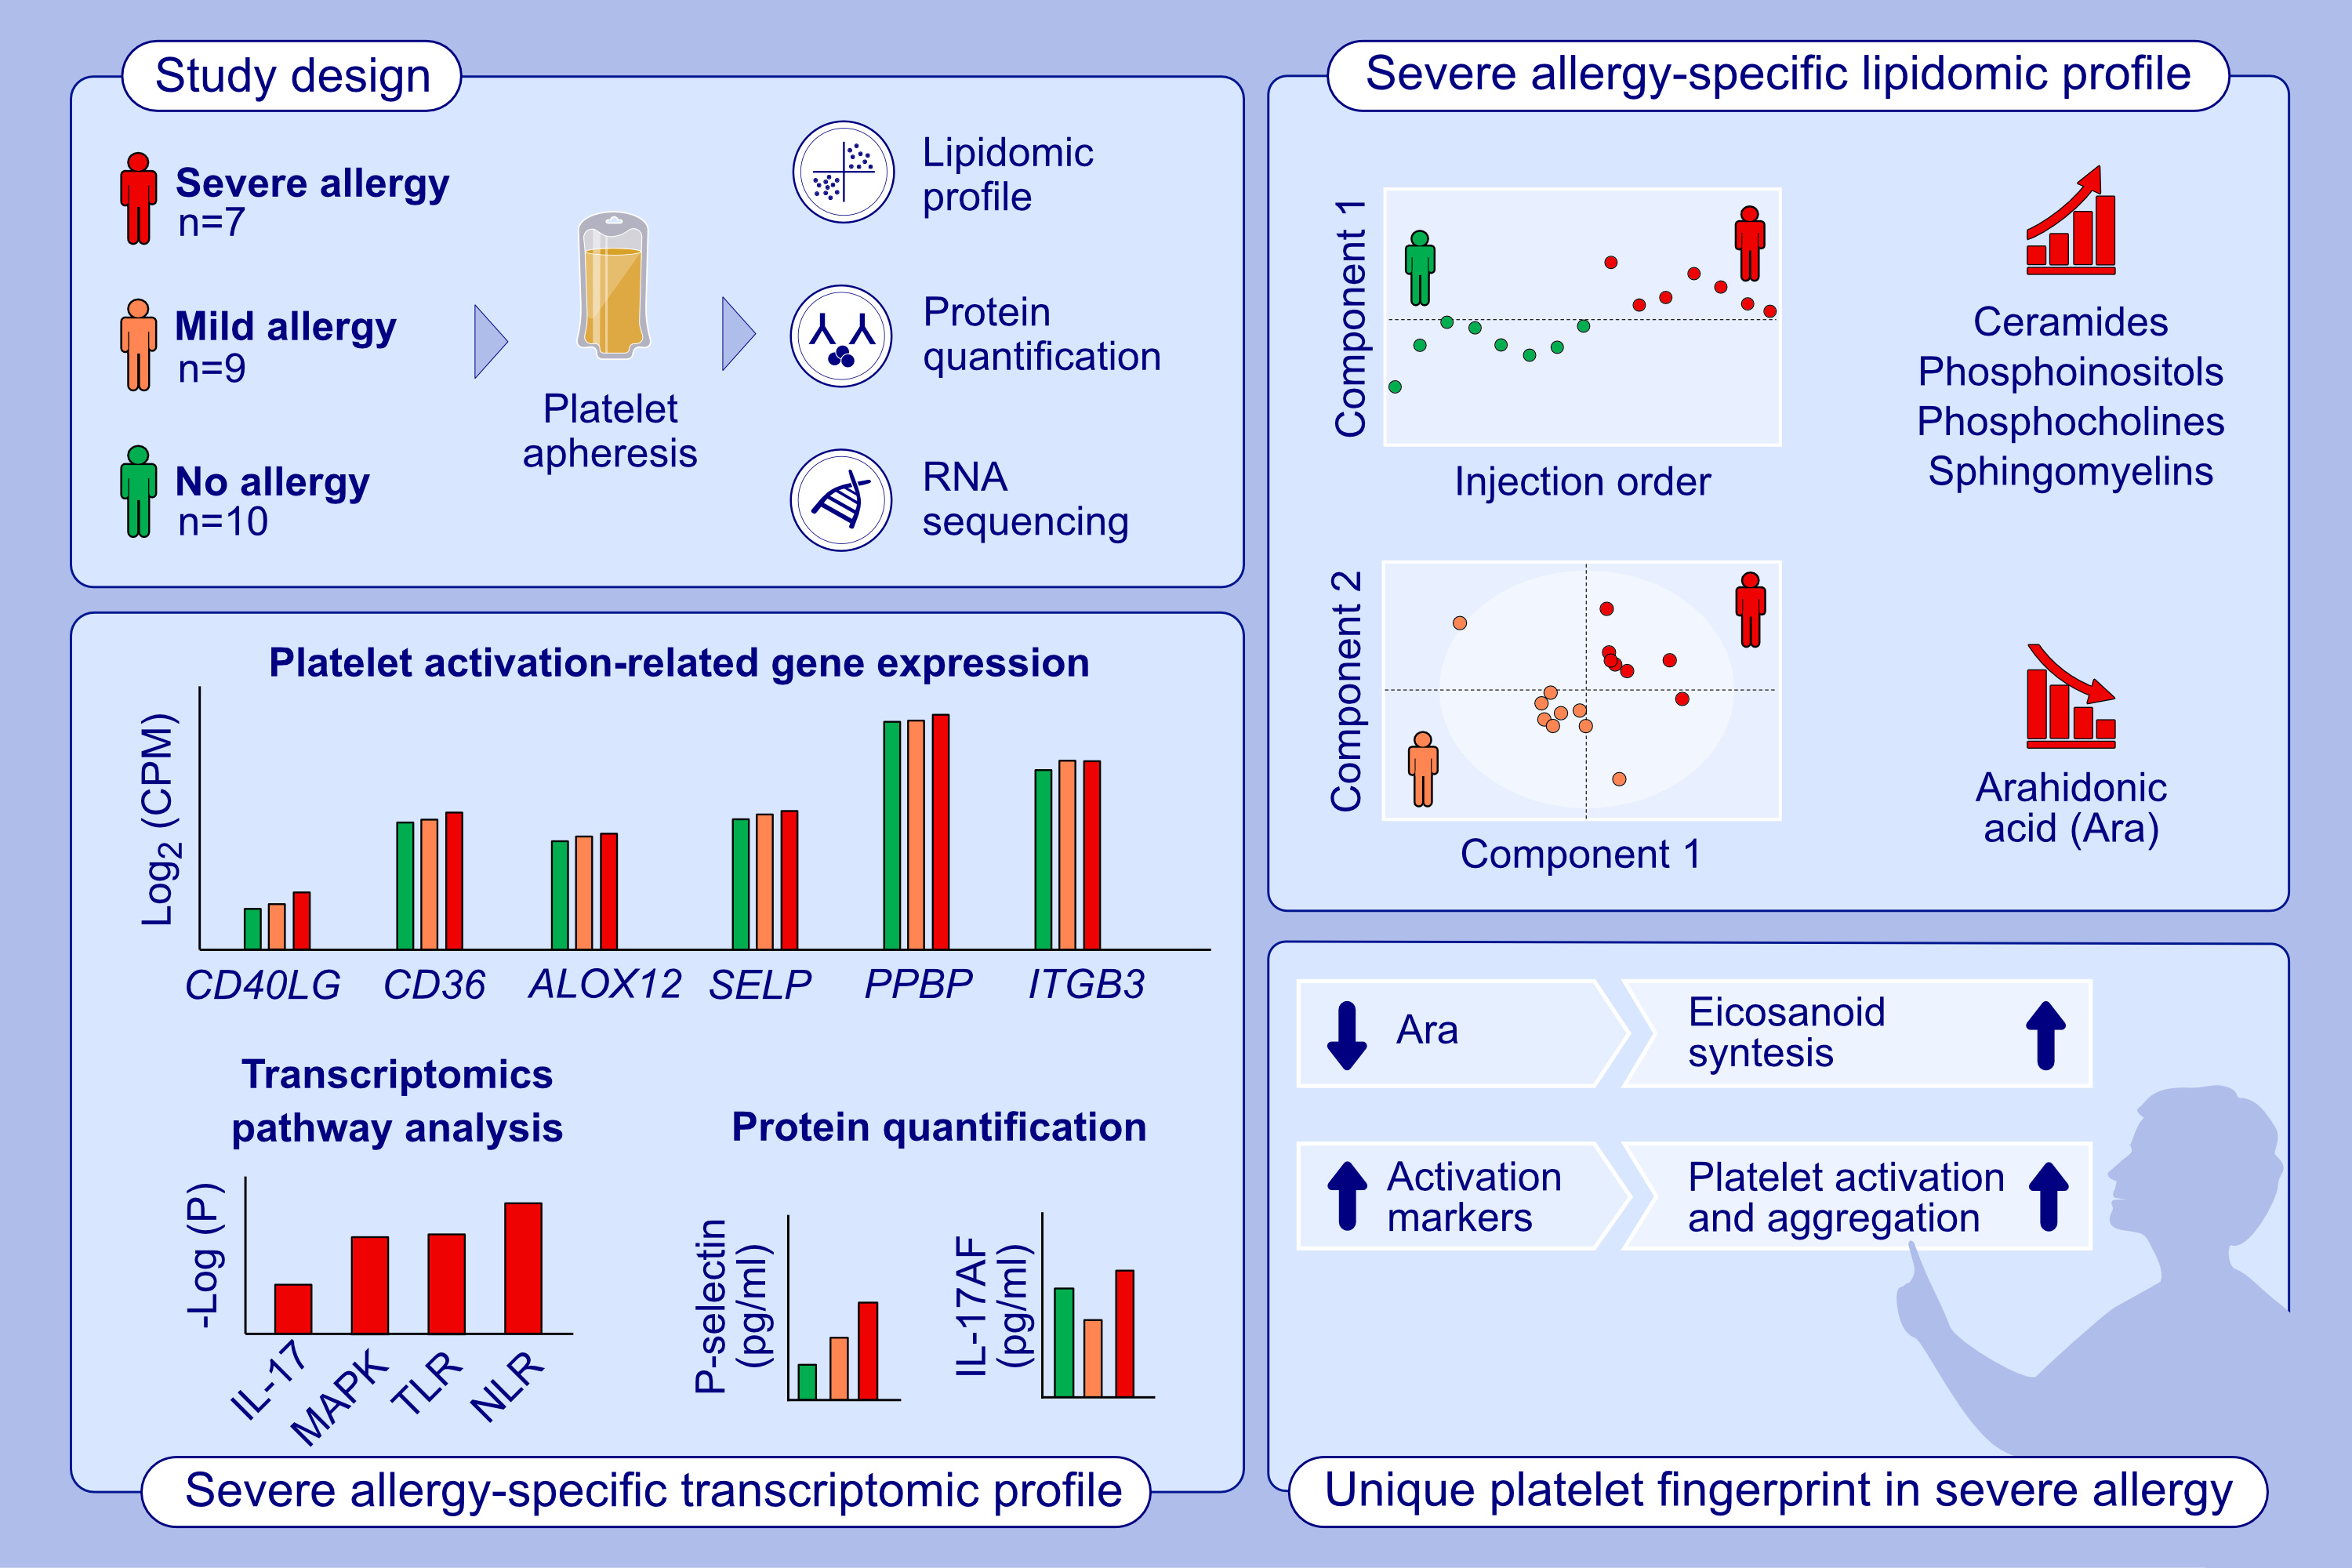 Study design
Severe allergy
n=7
Mild allergy
n=9
No allergy
n=10
Platelet
apheresis
Lipidomic
profile
Protein
quantification
RNA
sequencing
Severe allergy-specific lipidomic profile
Component 1
Injection order
Ceramides
Phosphoinositols
Phosphocholines
Sphingomyelins
Component 2
Component 1
Arahidonic
acid (Ara)
Platelet activation-related gene expression
Log2 (CPM)
CD40LG
CD36
ALOX12
SELP
PPBP
ITGB3
Transcriptomics
pathway analysis
-Log (P)
IL-17
MAPK
TLR
NLR
Protein quantification
P-selectin
(pg/ml)
IL-17AF
(pg/ml)
Severe allergy-specific transcriptomic profile
Ara
Eicosanoid
syntesis
Activation
markers
Platelet activation
and aggregation
Unique platelet fingerprint in severe allergy